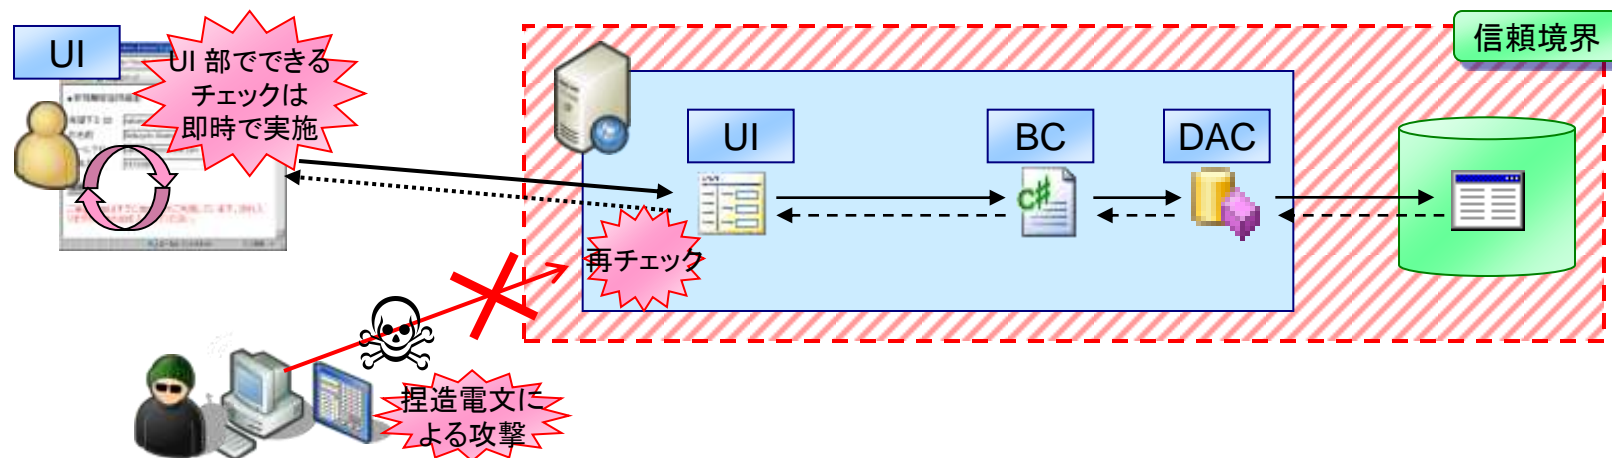 UI
UI 部でできる
チェックは
即時で実施
信頼境界
UI
BC
DAC
C#
再チェック
捏造電文に
よる攻撃